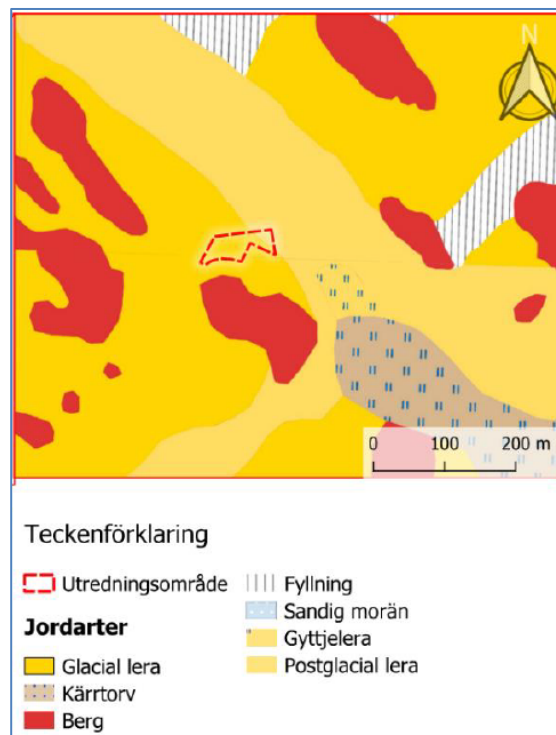 N
0 100 200 m
Teckenförklaring
Utredningsområde
Jordarter
Glacial lera
Kärrtorv
Berg
Fyllning
Sandig morän
Gyttjelera
Postglacial lera